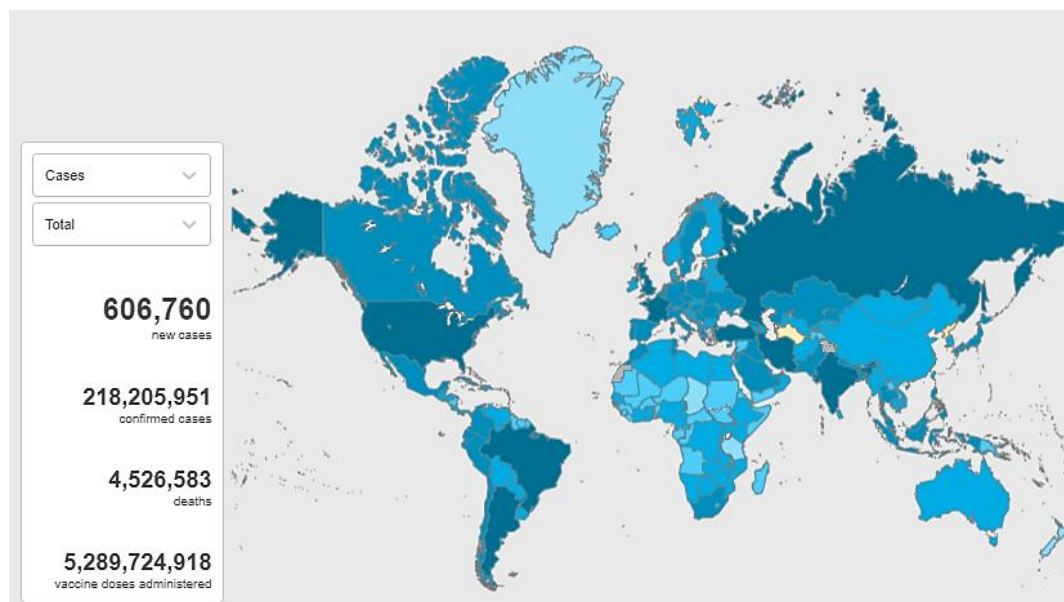 Cases
Total
606,760
new cases
218,205,951
confirmed cases
4,526,583
deaths
5,289,724,918
vaccine doses administered